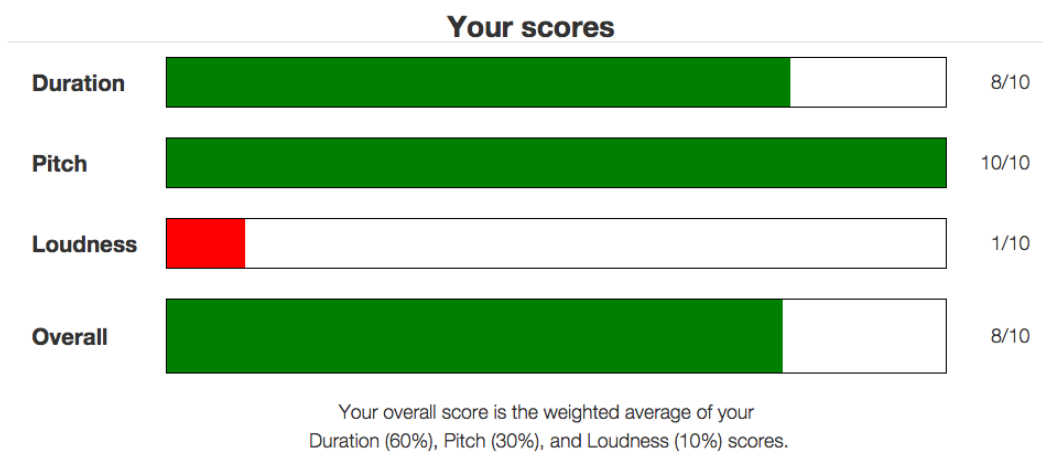 Your scores
Duration 8/10
Pitch 10/10
Loudness 1/10
Overall 8/10
Your overall score is the weighted average of your
Duration (60%), Pitch (30%), and Loudness (10%) scores.